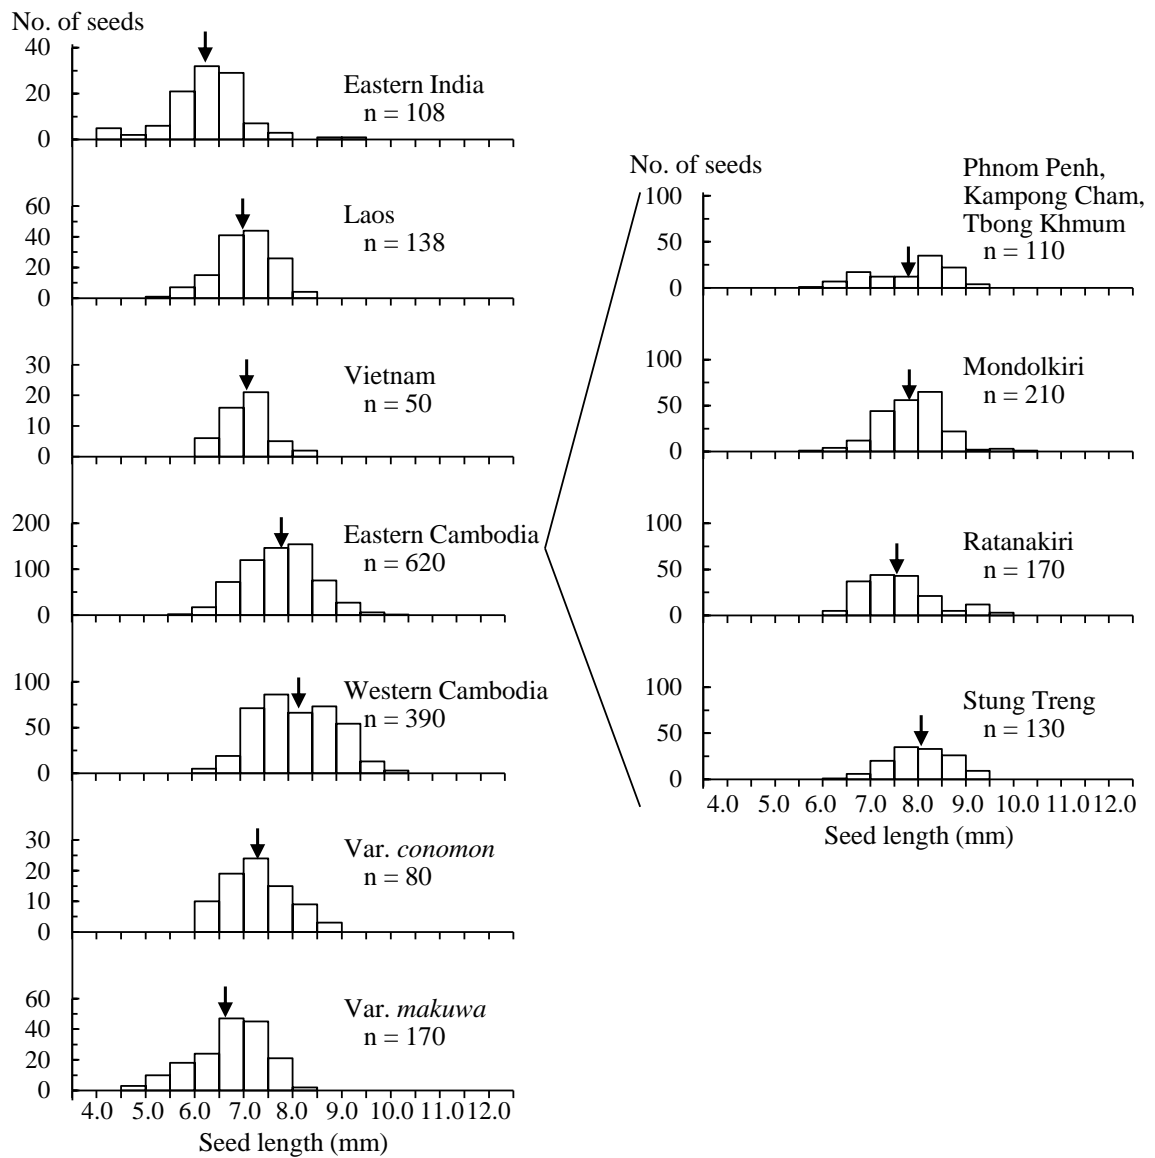 No. of seeds
40
20
0
Eastern India
n = 108
60
40
20
0
Laos
n = 138
30
20
10
0
Vietnam
n = 50
200
100
0
Eastern Cambodia
n = 620
100
50
0
Western Cambodia
n = 390
30
20
10
0
Var. conomon
n = 80
60
40
20
0
Var. makuwa
n = 170
4.0 5.0 6.0 7.0 8.0 9.0 10.0 11.0 12.0
Seed length (mm)
No. of seeds
100
50
0
Phnom Penh,
Kampong Cham,
Tbong Khmum
n = 110
100
50
0
Mondolkiri
n = 210
100
50
0
Ratanakiri
n = 170
100
50
0
Stung Treng
n = 130
4.0 5.0 6.0 7.0 8.0 9.0 10.0 11.0 12.0
Seed length (mm)